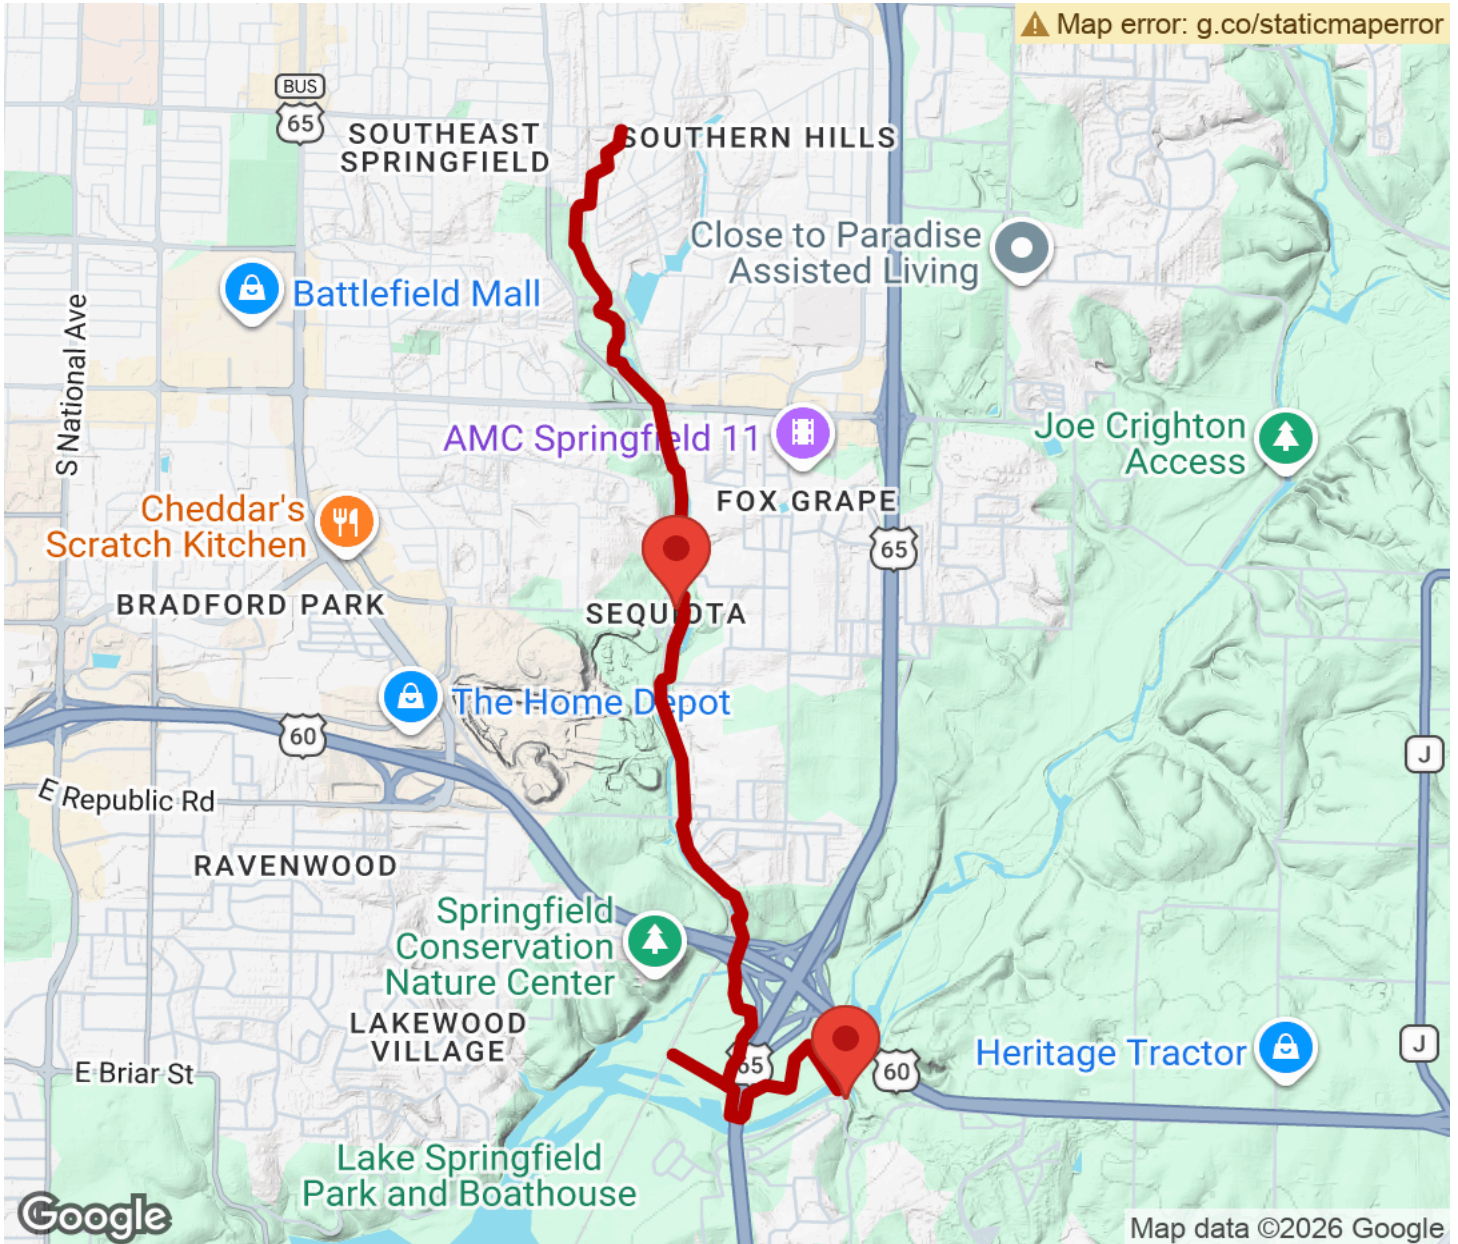 Map error: g.co/staticmaperror
BUS
65
SOUTHEAST
SPRINGFIELD
SOUTHERN HILLS
Close to Paradise
Assisted Living
Battlefield Mall
S National Ave
AMC Springfield 11
Joe Crighton
Access
Cheddar's
Scratch Kitchen
FOX GRAPE
65
BRADFORD PARK
SEQUIOTA
The Home Depot
60
J
E Republic Rd
RAVENWOOD
Springfield
Conservation
Nature Center
LAKEWOOD
VILLAGE
65
60
Heritage Tractor
J
E Briar St
Lake Springfield
Park and Boathouse
Google
Map data ©2026 Google